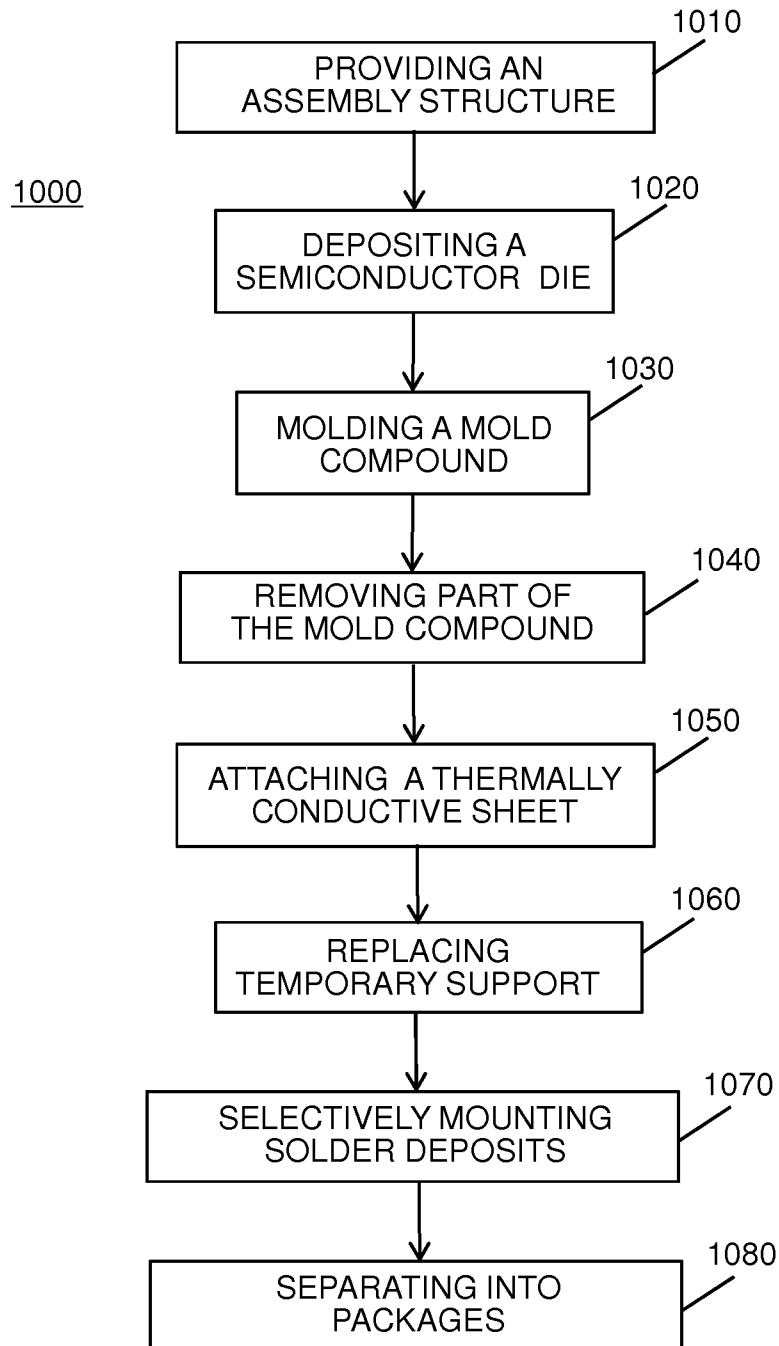 1010
PROVIDING AN
ASSEMBLY STRUCTURE
1000
1020
DEPOSITING A
SEMICONDUCTOR DIE
1030
MOLDING A MOLD
COMPOUND
1040
REMOVING PART OF
THE MOLD COMPOUND
1050
ATTACHING A THERMALLY
CONDUCTIVE SHEET
1060
REPLACING
TEMPORARY SUPPORT
1070
SELECTIVELY MOUNTING
SOLDER DEPOSITS
1080
SEPARATING INTO
PACKAGES